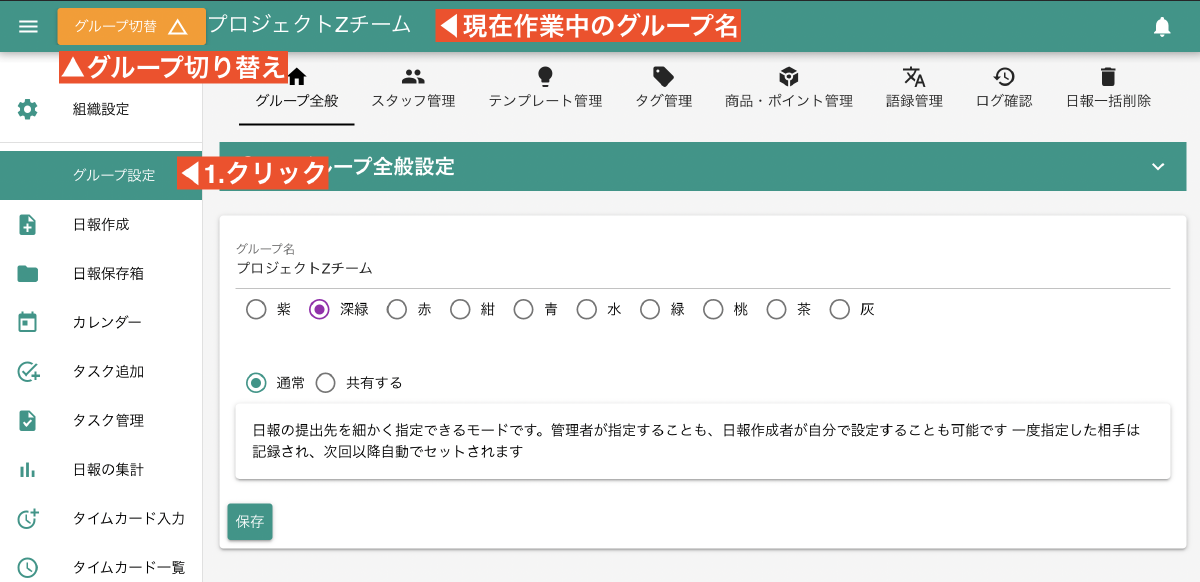 グループ切替
プロジェクトZチーム
◀現在作業中のグループ名
▲グループ切り替え
グループ全般
スタッフ管理
テンプレート管理
タグ管理
商品・ポイント管理
語録管理
ログ確認
日報一括削除
組織設定
グループ設定
◀1.クリック
ループ全般設定
日報作成
日報保存箱
カレンダー
タスク追加
タスク管理
日報の集計
タイムカード入力
タイムカード一覧
グループ名
プロジェクトZチーム
紫 深緑 赤 紺 青 水 緑 桃 茶 灰
通常 共有する
日報の提出先を細かく指定できるモードです。管理者が指定することも、日報作成者が自分で設定することも可能です 一度指定した相手は
記録され、次回以降自動でセットされます
保存